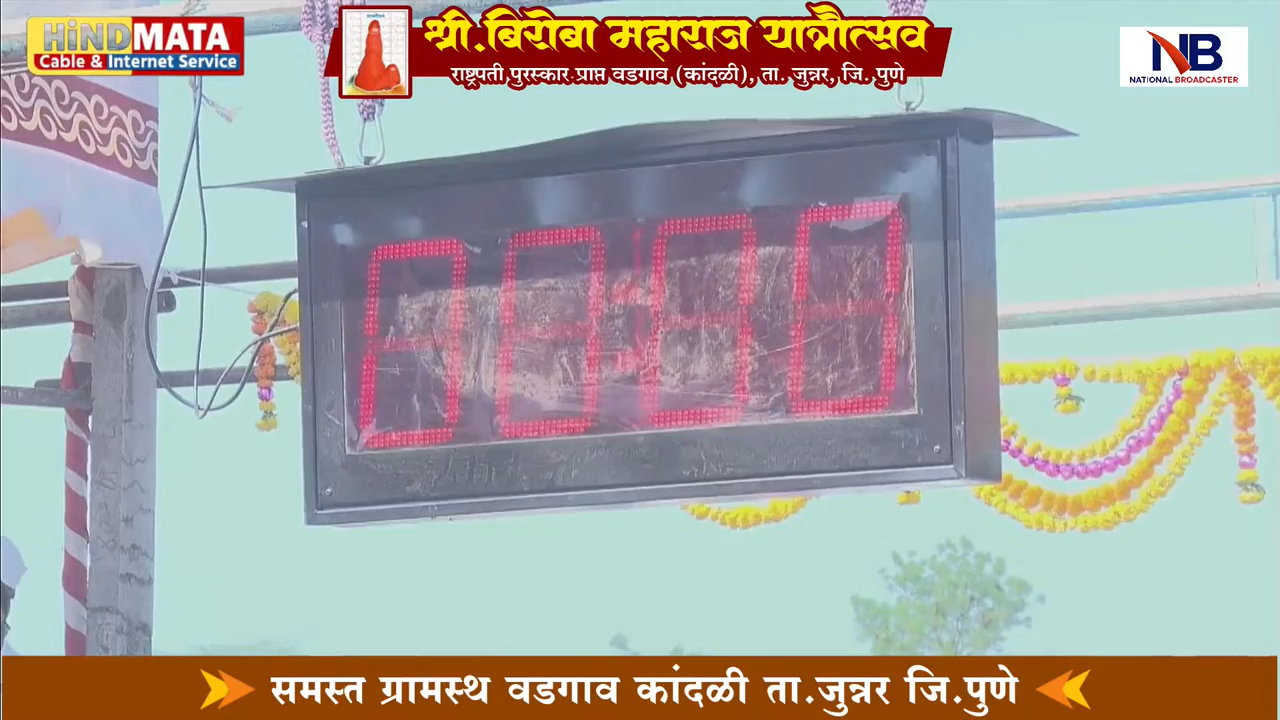 HiNDMATA
Cable & Internet Service
श्री.बिरोबा महाराज यात्रौत्सव
राष्ट्रपती पुरस्कार प्राप्त वडगाव (कांदळी), ता. जुन्नर, जि. पुणे
NB
NATIONAL BROADCASTER
समस्त ग्रामस्थ वडगाव कांदळी ता.जुन्नर जि.पुणे